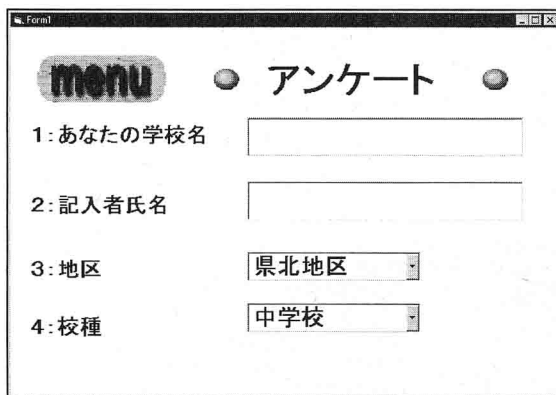 Form1
menu アンケート
1:あなたの学校名
2:記入者氏名
3:地区 県北地区
4:校種 中学校